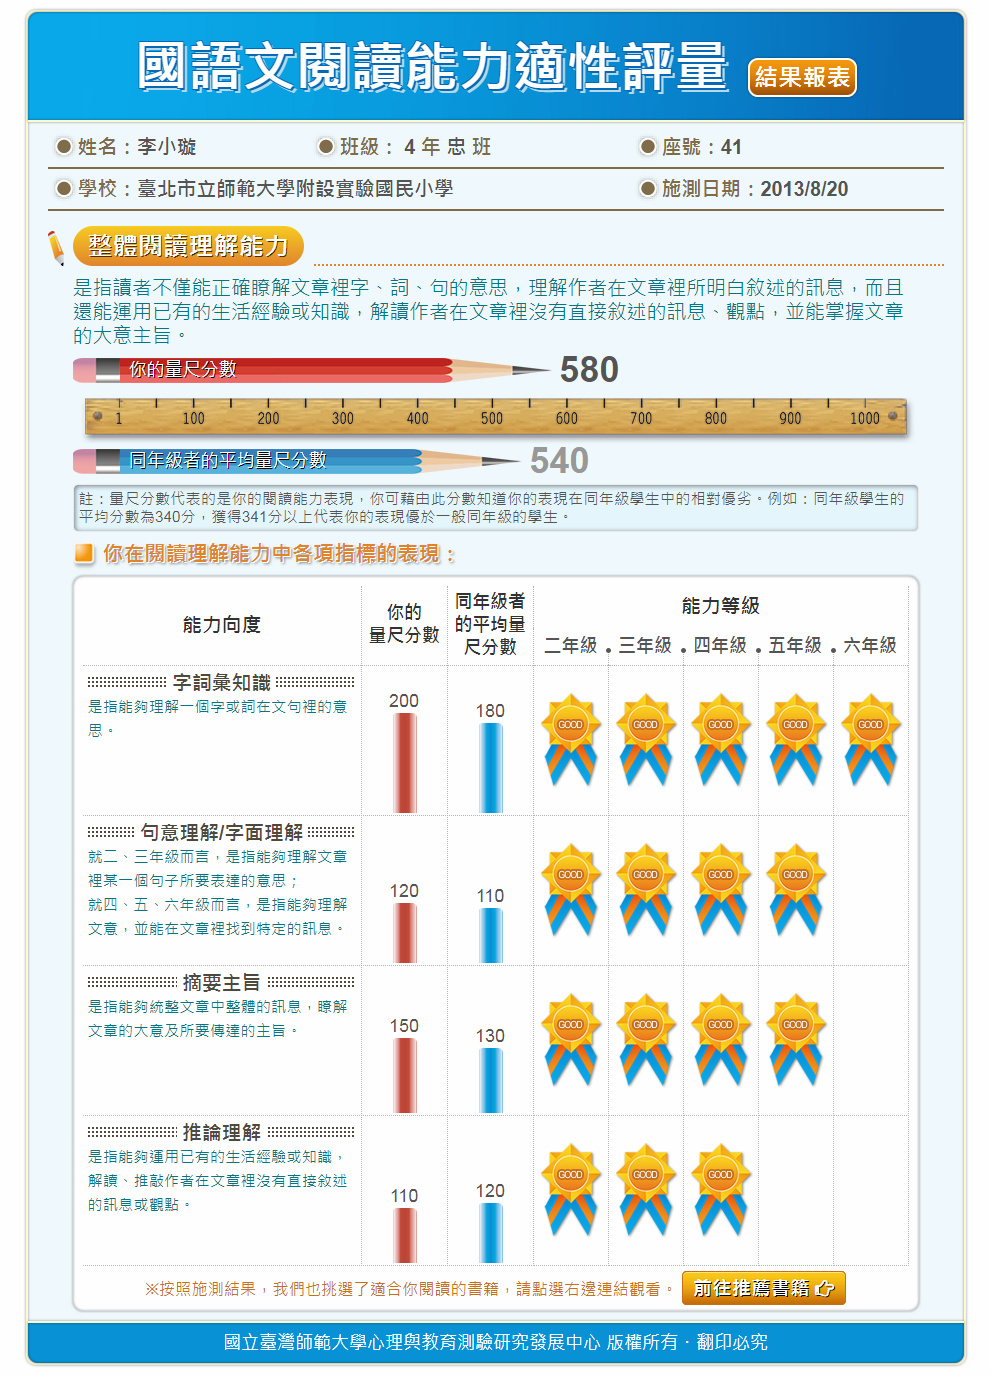 國語文閱讀能力適性評量 結果報表
姓名：李小璇 班級： 4 年 忠 班 座號：41
學校：臺北市立師範大學附設實驗國民小學 施測日期：2013/8/20
整體閱讀理解能力
是指讀者不僅能正確瞭解文章裡字、詞、句的意思，理解作者在文章裡所明白敘述的訊息，而且
還能運用已有的生活經驗或知識，解讀作者在文章裡沒有直接敘述的訊息、觀點，並能掌握文章
的大意主旨。
你的量尺分數 580
1 100 200 300 400 500 600 700 800 900 1000
同年級者的平均量尺分數 540
註：量尺分數代表的是你的閱讀能力表現，你可藉由此分數知道你的表現在同年級學生中的相對優劣。例如：同年級學生的
平均分數為340分，獲得341分以上代表你的表現優於一般同年級的學生。
你在閱讀理解能力中各項指標的表現：
能力向度
你的
量尺分數
同年級者
的平均量
尺分數
能力等級
二年級 . 三年級 . 四年級 . 五年級 . 六年級
字詞彙知識
是指能夠理解一個字或詞在文句裡的意
思。
200
180
GOOD GOOD GOOD GOOD GOOD
句意理解/字面理解
就二、三年級而言，是指能夠理解文章
裡某一個句子所要表達的意思；
就四、五、六年級而言，是指能夠理解
文意，並能在文章裡找到特定的訊息。
120
110
GOOD GOOD GOOD GOOD
摘要主旨
是指能夠統整文章中整體的訊息，瞭解
文章的大意及所要傳達的主旨。
150
130
GOOD GOOD GOOD GOOD
推論理解
是指能夠運用已有的生活經驗或知識，
解讀、推敲作者在文章裡沒有直接敘述
的訊息或觀點。
110
120
GOOD GOOD GOOD
※按照施測結果，我們也挑選了適合你閱讀的書籍，請點選右邊連結觀看。 前往推薦書籍
國立臺灣師範大學心理與教育測驗研究發展中心 版權所有．翻印必究